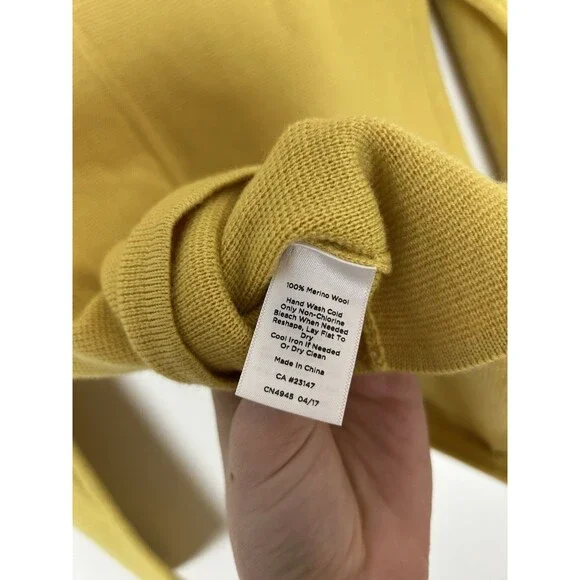 100% Merino Wool
Hand Wash Cold
Only Non-Chlorine
Bleach When Needed
Reshape, Lay Flat To
Dry
Cool Iron If Needed
Or Dry Clean
Made in China
CA #23147
CN4945 04/17